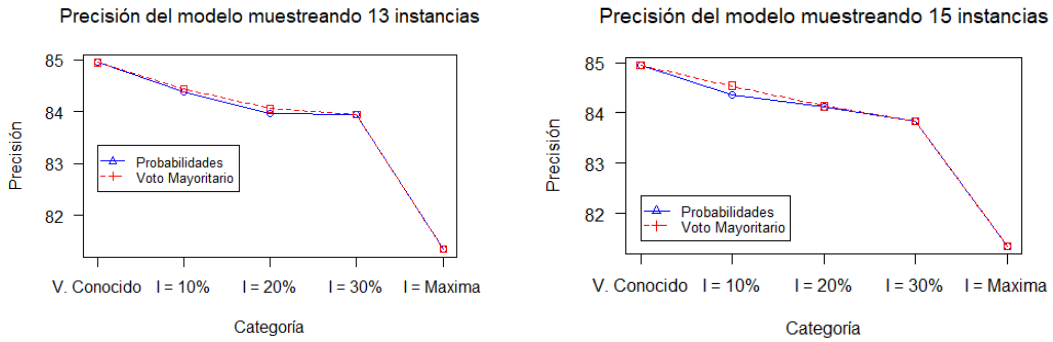 Precisión del modelo muestreando 13 instancias
85
84
83
82
Precisión
Probabilidades
Voto Mayoritario
V. Conocido I = 10% I = 20% I = 30% I = Maxima
Categoría
Precisión del modelo muestreando 15 instancias
85
84
83
82
Precisión
Probabilidades
Voto Mayoritario
V. Conocido I = 10% I = 20% I = 30% I = Maxima
Categoría